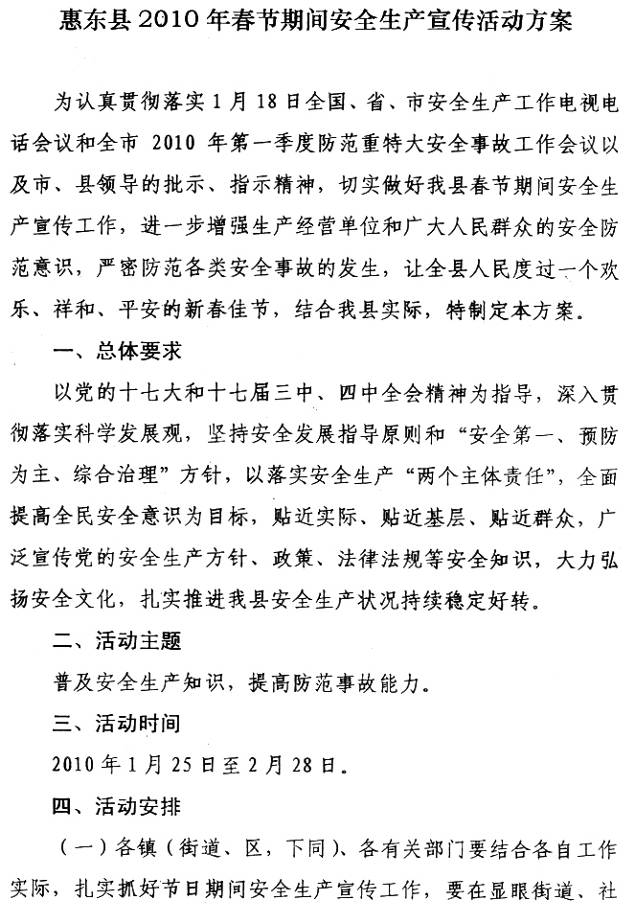 惠东县2010年春节期间安全生产宣传活动方案
为认真贯彻落实1月18日全国、省、市安全生产工作电视电
话会议和全市 2010 年第一季度防范重特大安全事故工作会议以
及市、县领导的批示、指示精神，切实做好我县春节期间安全生
产宣传工作，进一步增强生产经营单位和广大人民群众的安全防
范意识，严密防范各类安全事故的发生，让全县人民度过一个欢
乐、祥和、平安的新春佳节，结合我县实际，特制定本方案。
一、总体要求
以党的十七大和十七届三中、四中全会精神为指导，深入贯
彻落实科学发展观，坚持安全发展指导原则和“安全第一、预防
为主、综合治理”方针，以落实安全生产“两个主体责任”，全面
提高全民安全意识为目标，贴近实际、贴近基层、贴近群众，广
泛宣传党的安全生产方针、政策、法律法规等安全知识，大力弘
扬安全文化，扎实推进我县安全生产状况持续稳定好转。
二、活动主题
普及安全生产知识，提高防范事故能力。
三、活动时间
2010年1月25日至2月28日。
四、活动安排
（一）各镇（街道、区，下同）、各有关部门要结合各自工作
实际，扎实抓好节日期间安全生产宣传工作，要在显眼街道、社